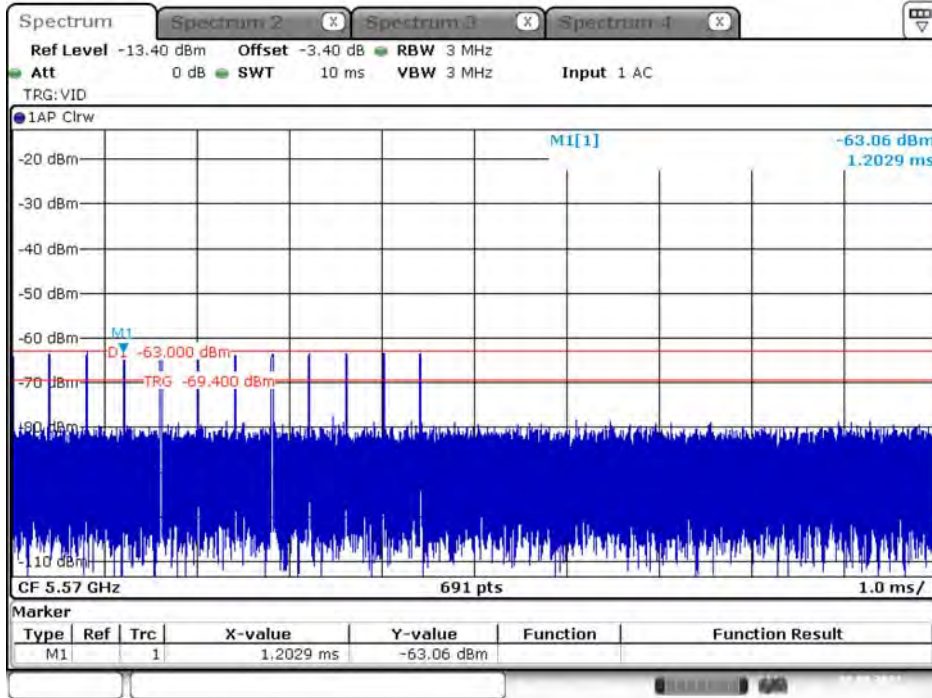 Spectrum Spectrum 2 X Spectrum 3 X Spectrum 4 X
Ref Level -13.40 dBm Offset -3.40 dB RBW 3 MHz
Att 0 dB SWT 10 ms VBW 3 MHz Input 1 AC
TRG:VID
1AP Clrw
M1[1] -63.06 dBm
1.2029 ms
-20 dBm
-30 dBm
-40 dBm
-50 dBm
-60 dBm
M1
D1 -63.000 dBm
-70 dBm
TRG -69.400 dBm
-90 dBm
-110 dBm
CF 5.57 GHz 691 pts 1.0 ms/
Marker
Type Ref Trc X-value Y-value Function Function Result
M1 1 1.2029 ms -63.06 dBm